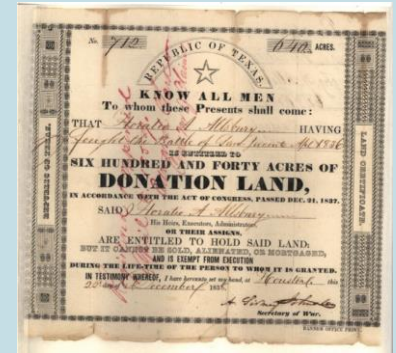 No. 712 640 ACRES.
REPUBLIC OF TEXAS.
KNOW ALL MEN
To whom these Presents shall come:
THAT Horatio A Allsbury HAVING
fought the Battle of San Jacinto 1836
IS ENTITLED TO
SIX HUNDRED AND FORTY ACRES OF
DONATION LAND,
IN ACCORDANCE WITH THE ACT OF CONGRESS, PASSED DEC. 21, 1837.
SAID Horatio A Allsbury
His Heirs, Executors, Administrators,
OR THEIR ASSIGNS,
ARE ENTITLED TO HOLD SAID LAND;
BUT IT CANNOT BE SOLD, ALIENATED, OR MORTGAGED;
AND IS EXEMPT FROM EXECUTION
DURING THE LIFE-TIME OF THE PERSON TO WHOM IT IS GRANTED.
IN TESTIMONY WHEREOF, I have hereunto set my hand, at Houston this
December 183
Secretary of War.
LAND CERTIFICATE.